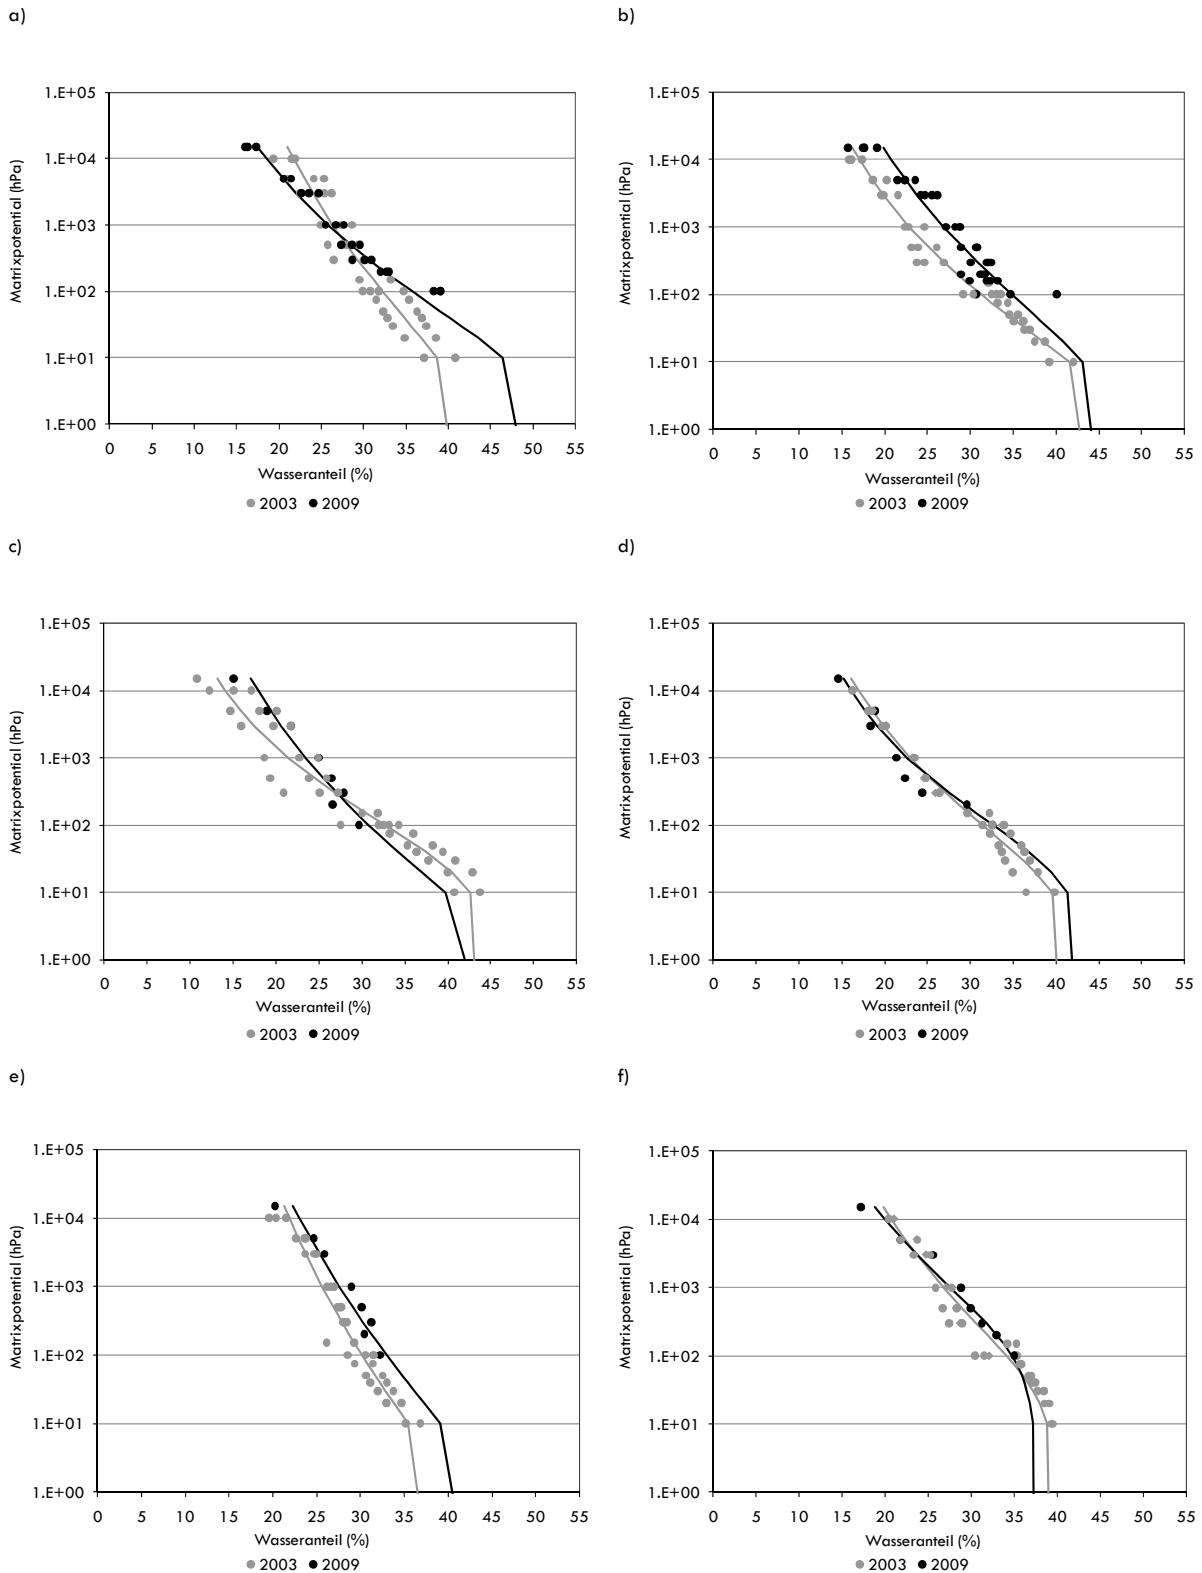 a)
1.E+05
1.E+04
1.E+03
1.E+02
1.E+01
1.E+00
Matrixpotential (hPa)
0 5 10 15 20 25 30 35 40 45 50 55
Wasseranteil (%)
2003 2009
b)
1.E+05
1.E+04
1.E+03
1.E+02
1.E+01
1.E+00
Matrixpotential (hPa)
0 5 10 15 20 25 30 35 40 45 50 55
Wasseranteil (%)
2003 2009
c)
1.E+05
1.E+04
1.E+03
1.E+02
1.E+01
1.E+00
Matrixpotential (hPa)
0 5 10 15 20 25 30 35 40 45 50 55
Wasseranteil (%)
2003 2009
d)
1.E+05
1.E+04
1.E+03
1.E+02
1.E+01
1.E+00
Matrixpotential (hPa)
0 5 10 15 20 25 30 35 40 45 50 55
Wasseranteil (%)
2003 2009
e)
1.E+05
1.E+04
1.E+03
1.E+02
1.E+01
1.E+00
Matrixpotential (hPa)
0 5 10 15 20 25 30 35 40 45 50 55
Wasseranteil (%)
2003 2009
f)
1.E+05
1.E+04
1.E+03
1.E+02
1.E+01
1.E+00
Matrixpotential (hPa)
0 5 10 15 20 25 30 35 40 45 50 55
Wasseranteil (%)
2003 2009